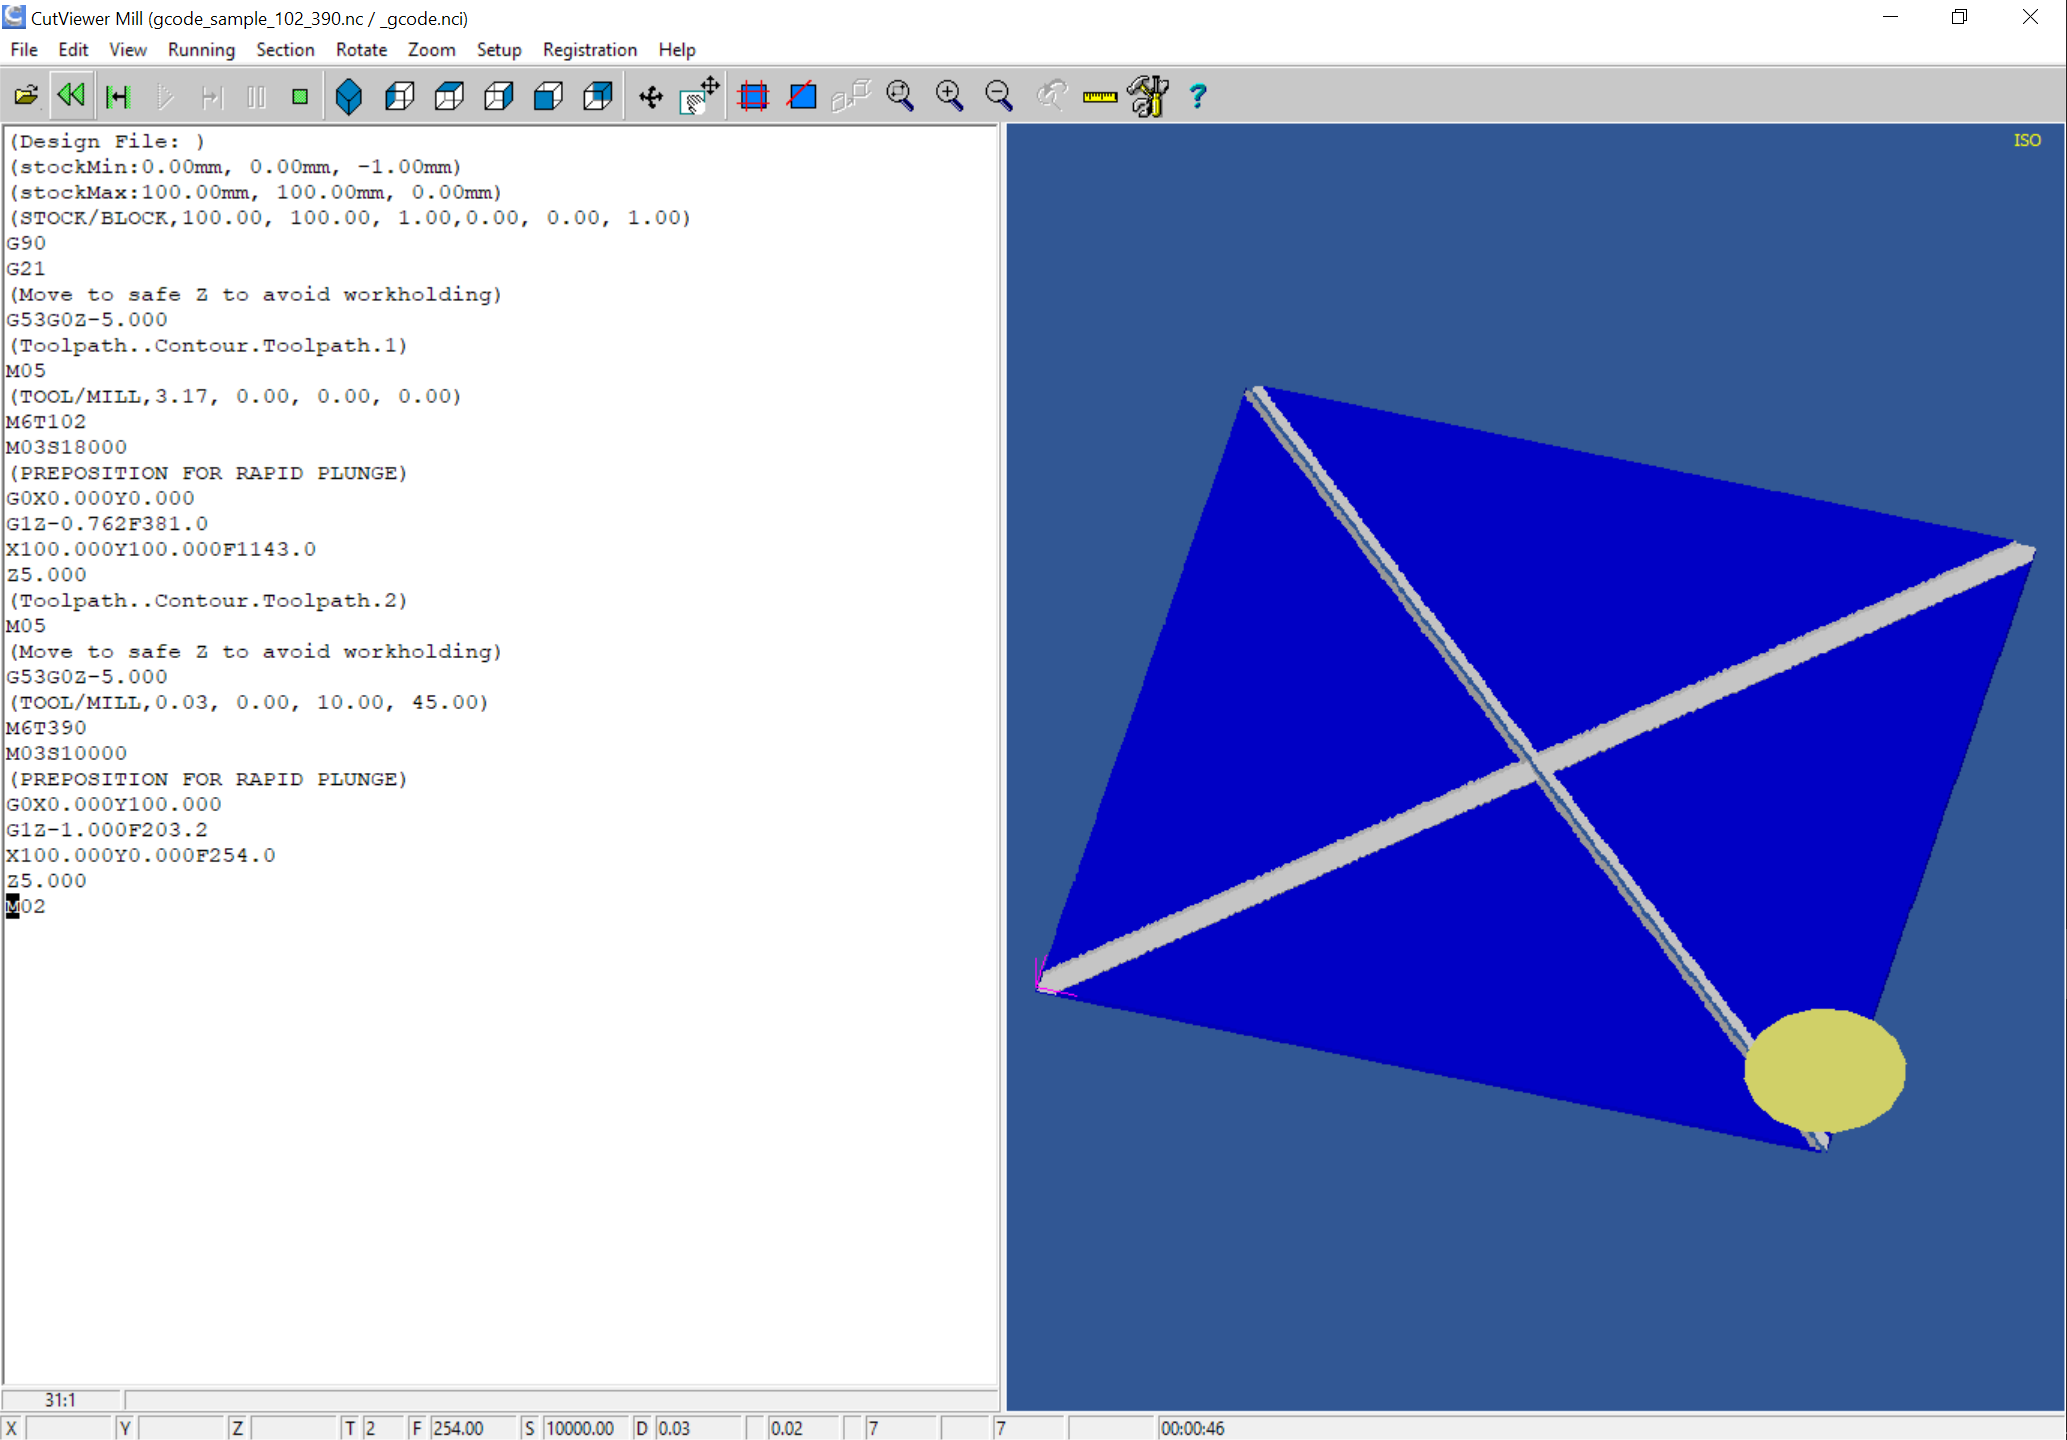 CutViewer Mill (gcode_sample_102_390.nc / _gcode.nci)
File Edit View Running Section Rotate Zoom Setup Registration Help
(Design File: )
(stockMin:0.00mm, 0.00mm, -1.00mm)
(stockMax:100.00mm, 100.00mm, 0.00mm)
(STOCK/BLOCK,100.00, 100.00, 1.00,0.00, 0.00, 1.00)
G90
G21
(Move to safe Z to avoid workholding)
G53G0Z-5.000
(Toolpath..Contour.Toolpath.1)
M05
(TOOL/MILL,3.17, 0.00, 0.00, 0.00)
M6T102
M03S18000
(PREPOSITION FOR RAPID PLUNGE)
G0X0.000Y0.000
G1Z-0.762F381.0
X100.000Y100.000F1143.0
Z5.000
(Toolpath..Contour.Toolpath.2)
M05
(Move to safe Z to avoid workholding)
G53G0Z-5.000
(TOOL/MILL,0.03, 0.00, 10.00, 45.00)
M6T390
M03S10000
(PREPOSITION FOR RAPID PLUNGE)
G0X0.000Y100.000
G1Z-1.000F203.2
X100.000Y0.000F254.0
Z5.000
M02
ISO
31:1
X Y Z T 2 F 254.00 S 10000.00 D 0.03 0.02 7 7 00:00:46